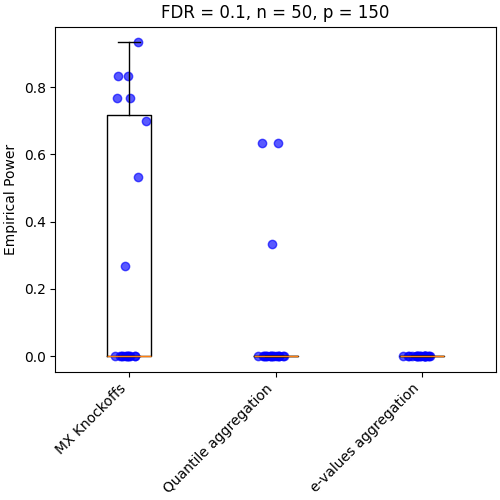 FDR = 0.1, n = 50, p = 150
Empirical Power
0.8
0.6
0.4
0.2
0.0
MX Knockoffs
Quantile aggregation
e-values aggregation